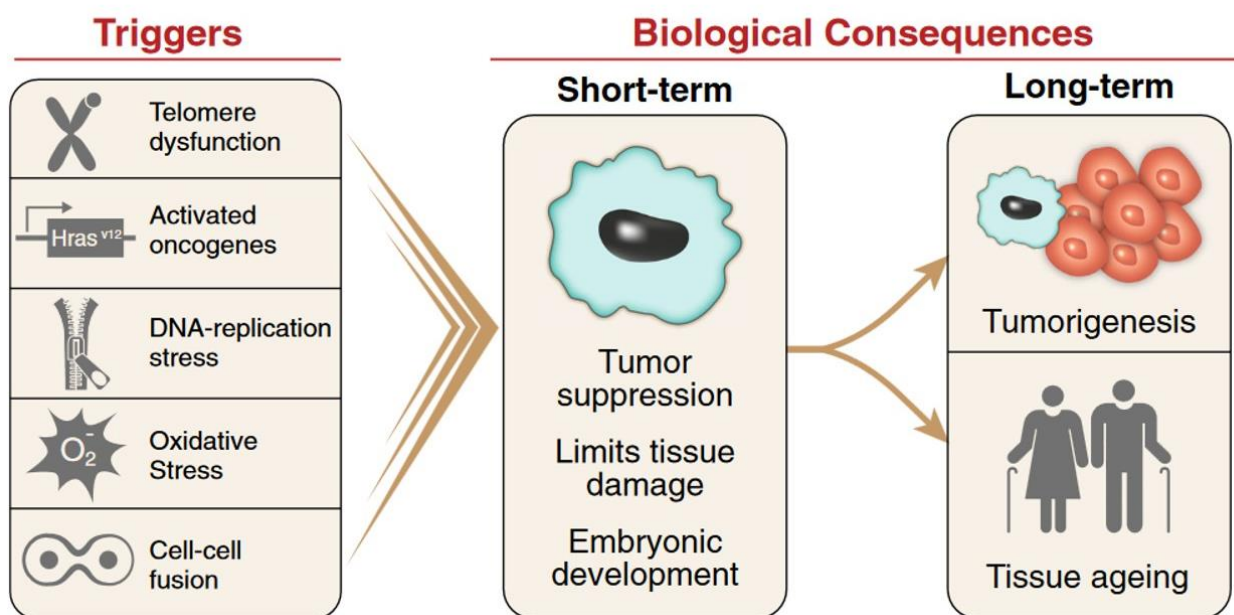 Triggers
Telomere
dysfunction
Hras v12
Activated
oncogenes
DNA-replication
stress
O2-
Oxidative
Stress
Cell-cell
fusion
Biological Consequences
Short-term
Tumor
suppression
Limits tissue
damage
Embryonic
development
Long-term
Tumorigenesis
Tissue ageing